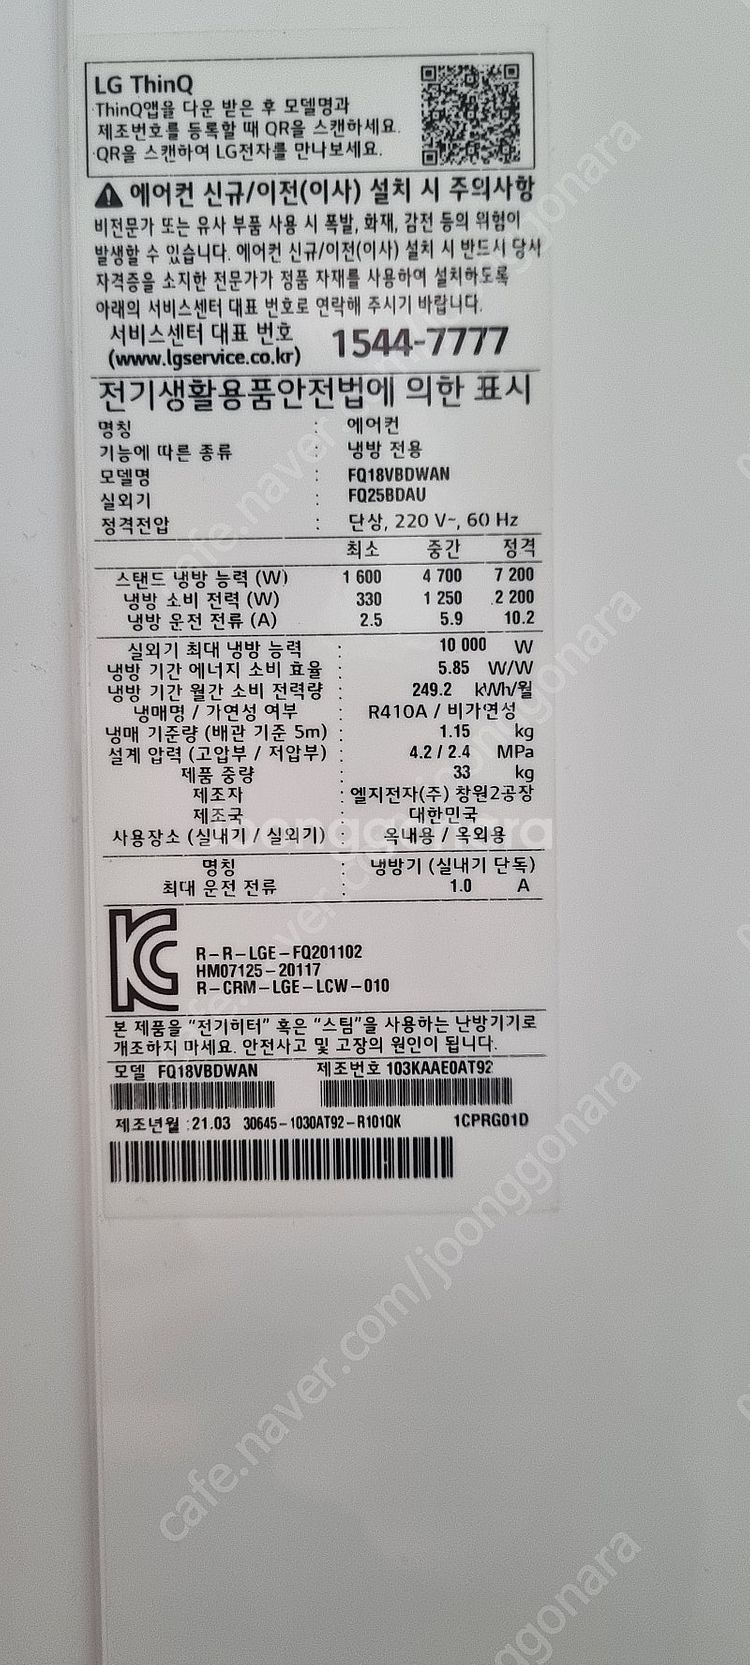 LG ThinQ
ThinQ앱을 다운 받은 후 모델명과
제조번호를 등록할 때 QR을 스캔하세요.
QR을 스캔하여 LG전자를 만나보세요.
에어컨 신규/이전(이사) 설치 시 주의사항
비전문가 또는 유사 부품 사용 시 폭발, 화재, 감전 등의 위험이
발생할 수 있습니다. 에어컨 신규/이전(이사) 설치 시 반드시 당사
자격증을 소지한 전문가가 정품 자재를 사용하여 설치하도록
아래의 서비스센터 대표 번호로 연락해 주시기 바랍니다.
서비스센터 대표 번호 1544-7777
(www.lgservice.co.kr)
전기생활용품안전법에 의한 표시
명칭 : 에어컨
기능에 따른 종류 : 냉방 전용
모델명 : FQ18VBDWAN
실외기 : FQ25BDAU
정격전압 : 단상, 220 V~, 60 Hz
최소 중간 정격
스탠드 냉방 능력 (W) 1 600 4 700 7 200
냉방 소비 전력 (W) 330 1 250 2 200
냉방 운전 전류 (A) 2.5 5.9 10.2
실외기 최대 냉방 능력 : 10 000 W
냉방 기간 에너지 소비 효율 : 5.85 W/W
냉방 기간 월간 소비 전력량 : 249.2 kWh/월
냉매명 / 가연성 여부 : R410A / 비가연성
냉매 기준량 (배관 기준 5m) : 1.15 kg
설계 압력 (고압부 / 저압부) : 4.2 / 2.4 MPa
제품 중량 : 33 kg
제조자 : 엘지전자(주) 창원2공장
제조국 : 대한민국
사용장소 (실내기 / 실외기) : 옥내용 / 옥외용
명칭 : 냉방기 (실내기 단독)
최대 운전 전류 : 1.0 A
R-R-LGE-FQ201102
HM07125-20117
R-CRM-LGE-LCW-010
본 제품을 "전기히터" 혹은 "스팀"을 사용하는 난방기기로
개조하지 마세요. 안전사고 및 고장의 원인이 됩니다.
모델 FQ18VBDWAN 제조번호 103KAAE0AT92
제조년월 : 21.03 30645-1030AT92-R101QK 1CPRG01D
joonggonara
cafe.naver.com/joonggonara